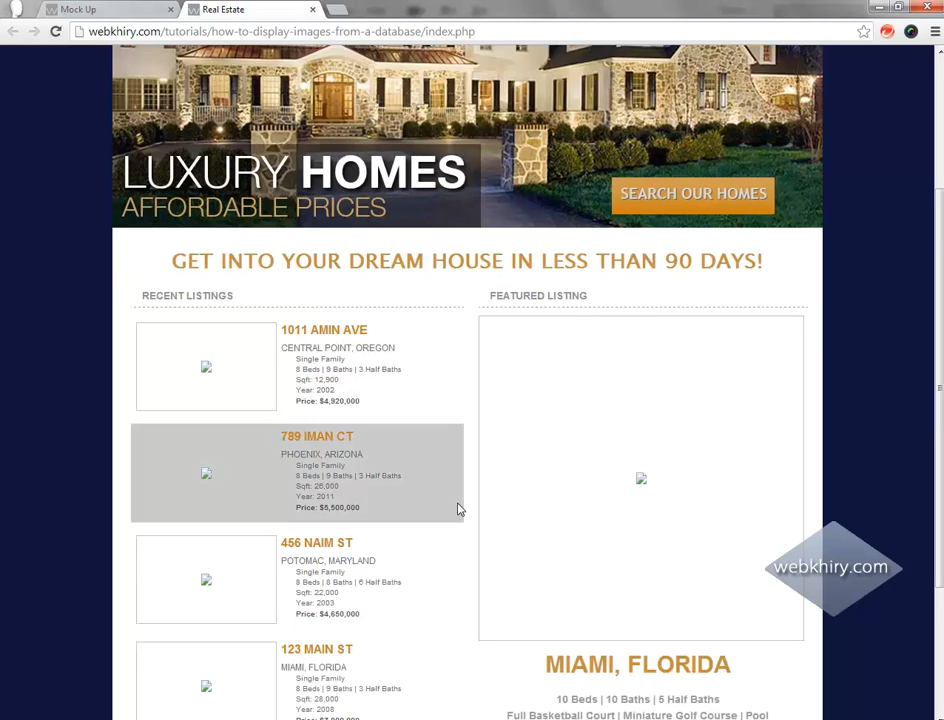 Mock Up
Real Estate
webkhiry.com/tutorials/how-to-display-images-from-a-database/index.php
LUXURY HOMES
AFFORDABLE PRICES
SEARCH OUR HOMES
GET INTO YOUR DREAM HOUSE IN LESS THAN 90 DAYS!
RECENT LISTINGS
1011 AMIN AVE
CENTRAL POINT, OREGON
Single Family
8 Beds | 9 Baths | 3 Half Baths
Sqft: 12,900
Year: 2002
Price: $4,920,000
789 IMAN CT
PHOENIX, ARIZONA
Single Family
8 Beds | 9 Baths | 3 Half Baths
Sqft: 26,000
Year: 2011
Price: $5,500,000
456 NAIM ST
POTOMAC, MARYLAND
Single Family
8 Beds | 8 Baths | 6 Half Baths
Sqft: 22,000
Year: 2003
Price: $4,650,000
123 MAIN ST
MIAMI, FLORIDA
Single Family
8 Beds | 9 Baths | 3 Half Baths
Sqft: 28,000
Year: 2008
FEATURED LISTING
webkhiry.com
MIAMI, FLORIDA
10 Beds | 10 Baths | 5 Half Baths
Full Basketball Court | Miniature Golf Course | Pool